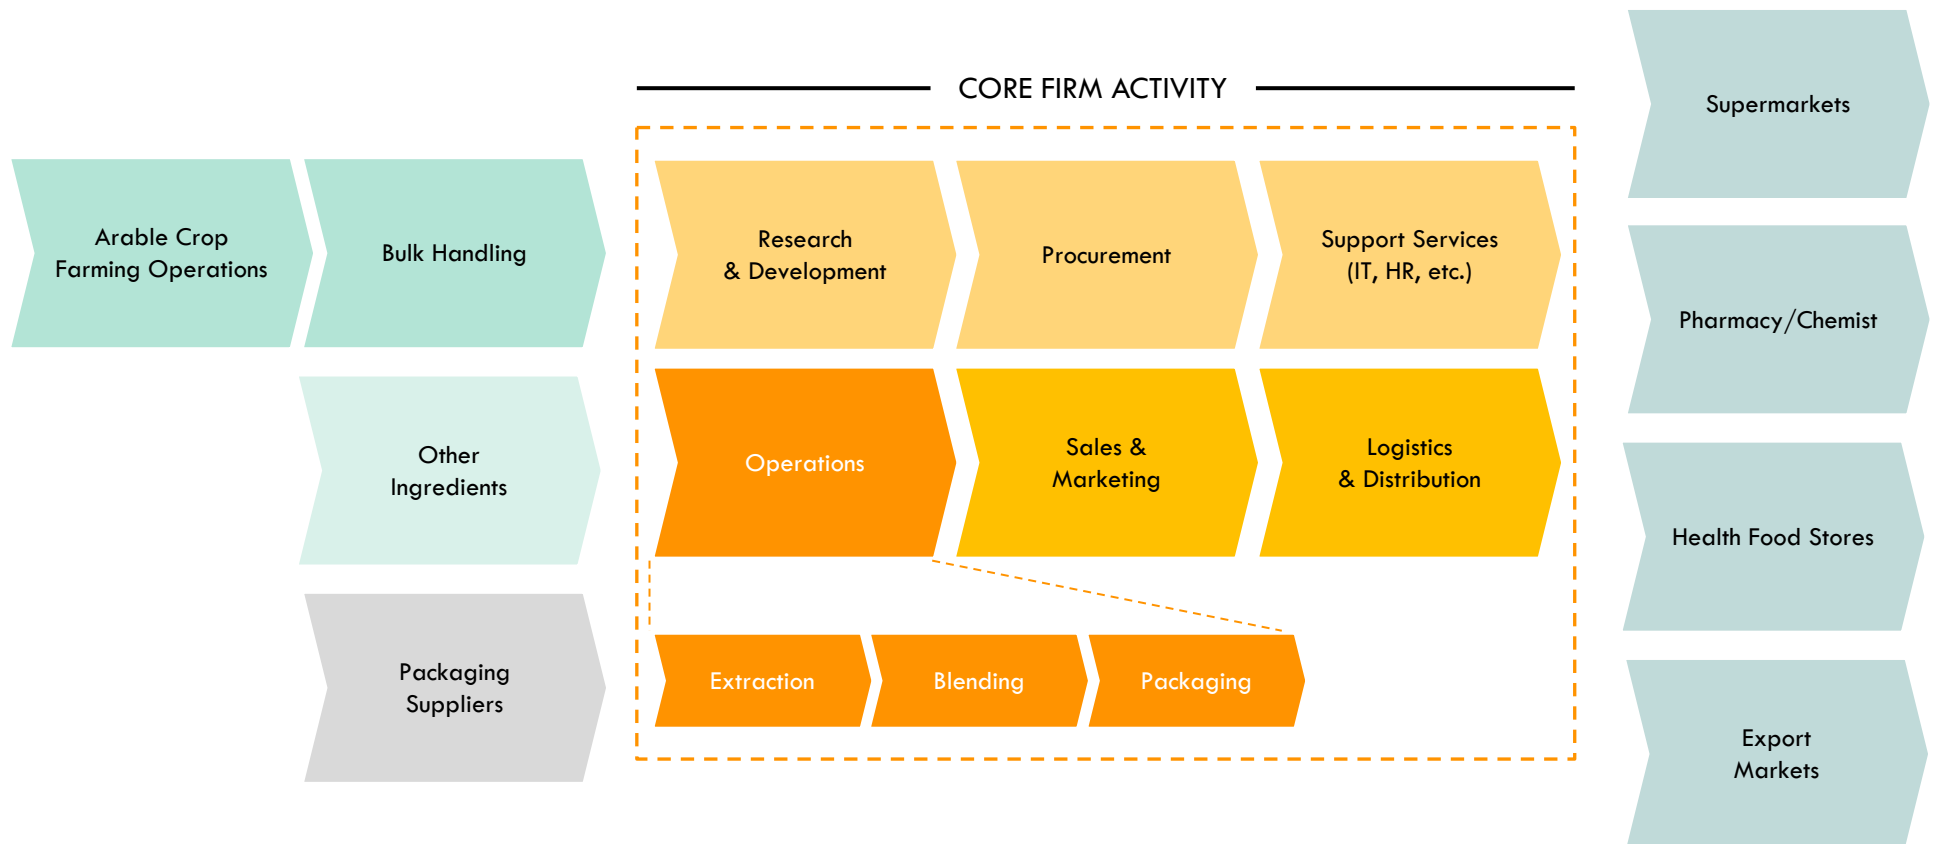 CORE FIRM ACTIVITY
Arable Crop
Farming Operations
Bulk Handling
Other
Ingredients
Packaging
Suppliers
Research
& Development
Procurement
Support Services
(IT, HR, etc.)
Operations
Sales &
Marketing
Logistics
& Distribution
Extraction
Blending
Packaging
Supermarkets
Pharmacy/Chemist
Health Food Stores
Export
Markets